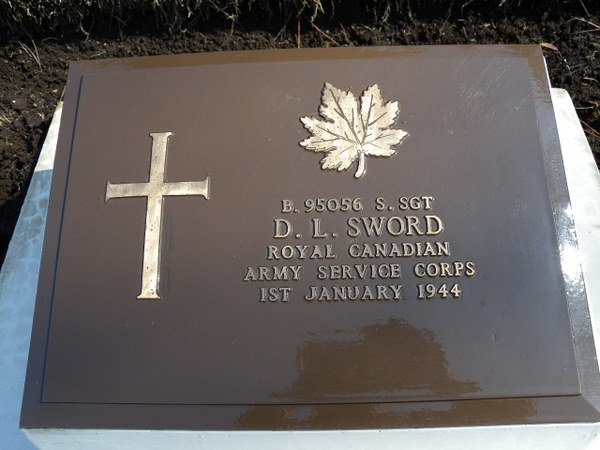 B.95056 S.SGT
D. L. SWORD
ROYAL CANADIAN
ARMY SERVICE CORPS
1ST JANUARY 1944